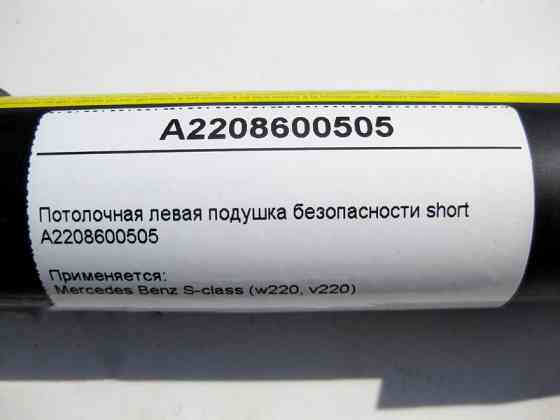 A2208600505
Потолочная левая подушка безопасности short
A2208600505
Применяется:
Mercedes Benz S-class (w220, v220)